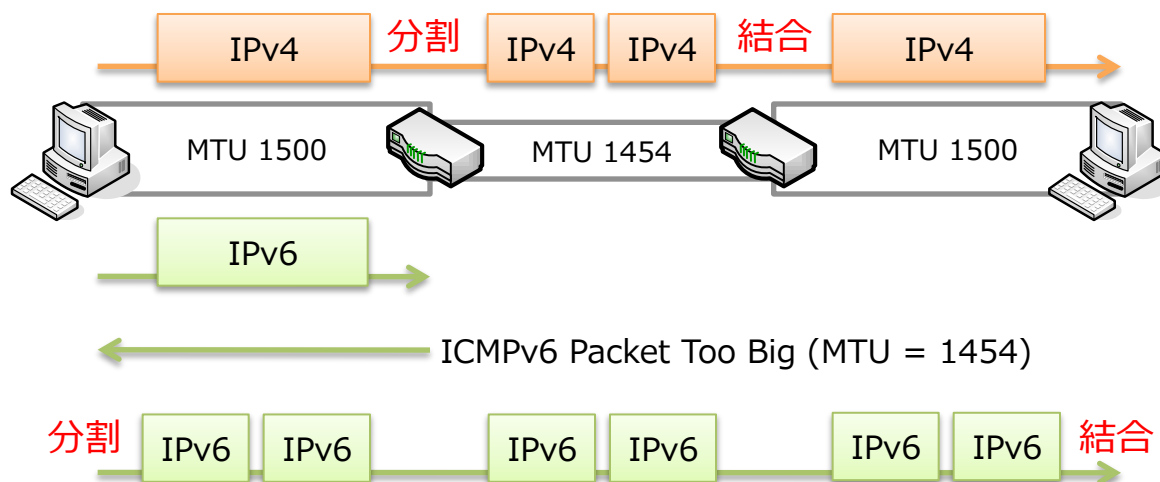 IPv4 分割 IPv4 IPv4 結合 IPv4
MTU 1500 MTU 1454 MTU 1500
IPv6
ICMPv6 Packet Too Big (MTU = 1454)
分割 IPv6 IPv6 IPv6 IPv6 IPv6 IPv6 結合